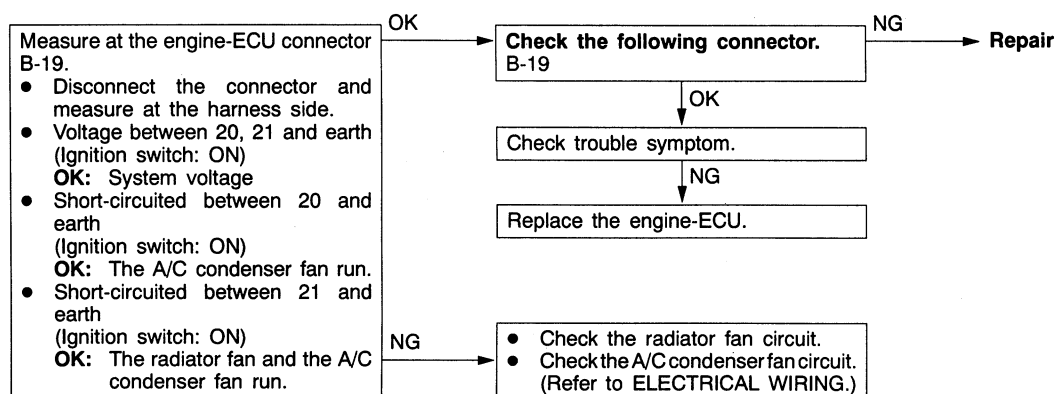 Measure at the engine-ECU connector
B-19.
● Disconnect the connector and
measure at the harness side.
● Voltage between 20, 21 and earth
(Ignition switch: ON)
OK: System voltage
● Short-circuited between 20 and
earth
(Ignition switch: ON)
OK: The A/C condenser fan run.
● Short-circuited between 21 and
earth
(Ignition switch: ON)
OK: The radiator fan and the A/C
condenser fan run.
OK
Check the following connector.
B-19
NG
Repair
OK
Check trouble symptom.
NG
Replace the engine-ECU.
NG
● Check the radiator fan circuit.
● Check the A/C condenser fan circuit.
(Refer to ELECTRICAL WIRING.)